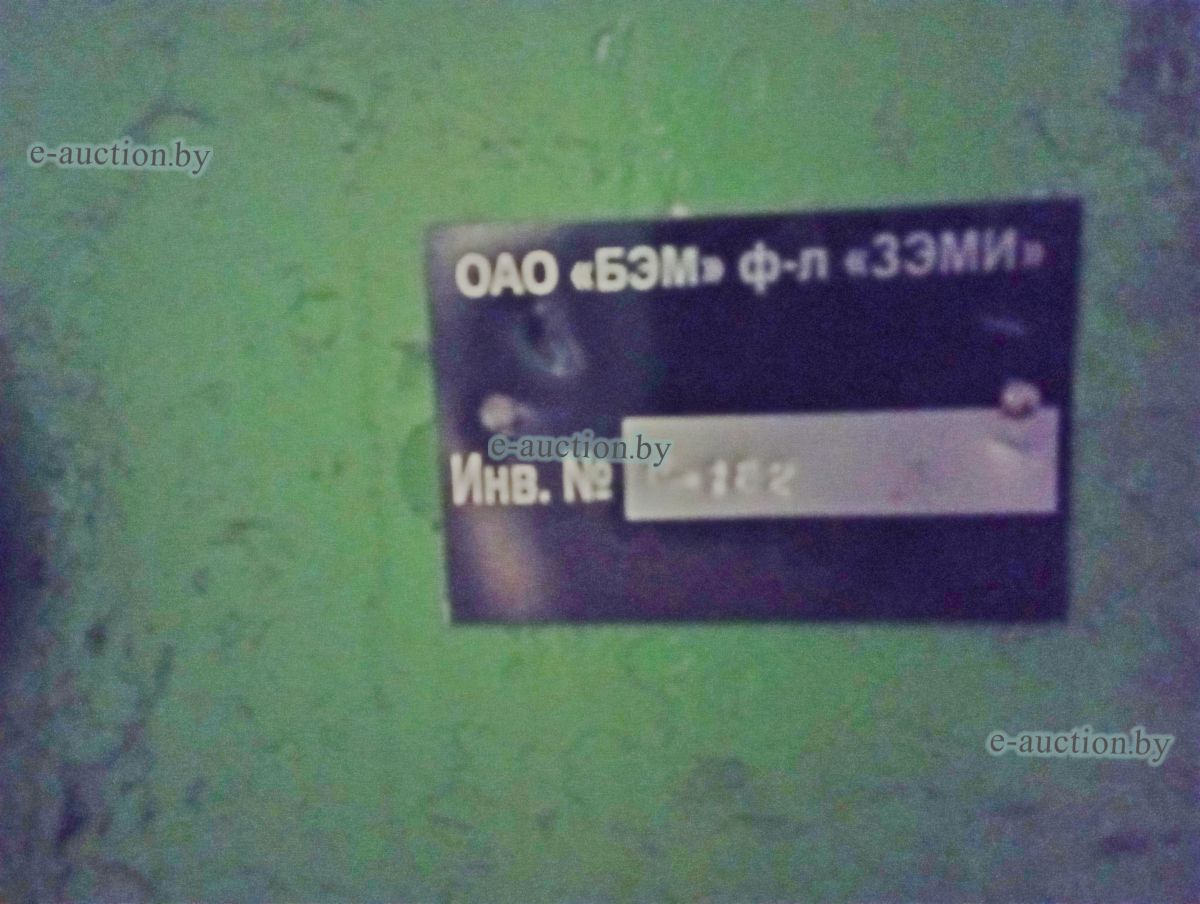 e-auction.by
ОАО «БЭМ» ф-л «ЗЭМИ»
e-auction.by
Инв. №
e-auction.by